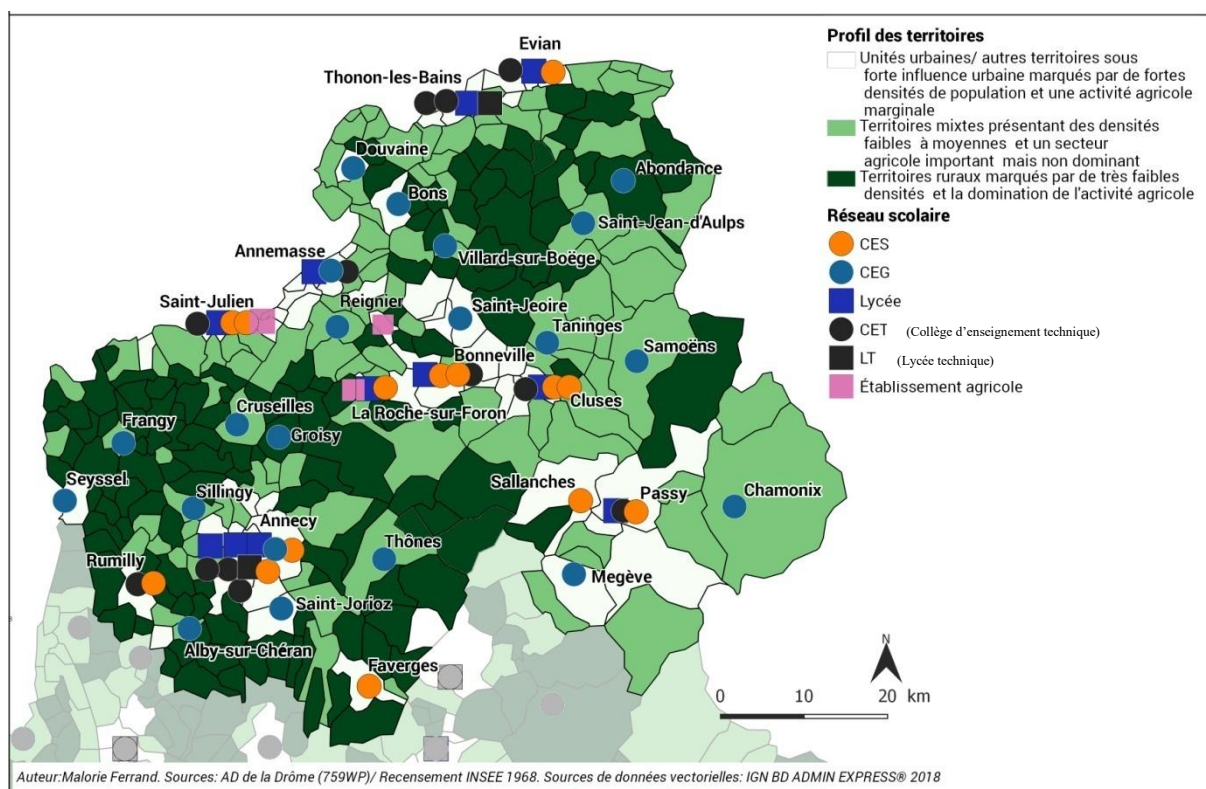 Evian
Thonon-les-Bains
Douvaine
Abondance
Bons
Saint-Jean-d'Aulps
Annemasse
Villard-sur-Boëge
Saint-Julien
Reignier
Saint-Jeoire
Taninges
Samoëns
Bonneville
Cluses
La Roche-sur-Foron
Cruseilles
Frangy
Groisy
Seyssel
Sallanches
Passy
Chamonix
Sillingy
Annecy
Thônes
Rumilly
Megève
Saint-Jorioz
Alby-sur-Chéran
Faverges
Profil des territoires
Unités urbaines/ autres territoires sous
forte influence urbaine marqués par de fortes
densités de population et une activité agricole
marginale
Territoires mixtes présentant des densités
faibles à moyennes et un secteur
agricole important mais non dominant
Territoires ruraux marqués par de très faibles
densités et la domination de l'activité agricole
Réseau scolaire
CES
CEG
Lycée
CET (Collège d'enseignement technique)
LT (Lycée technique)
Établissement agricole
N
0 10 20 km
Auteur:Malorie Ferrand. Sources: AD de la Drôme (759WP)/ Recensement INSEE 1968. Sources de données vectorielles: IGN BD ADMIN EXPRESS® 2018